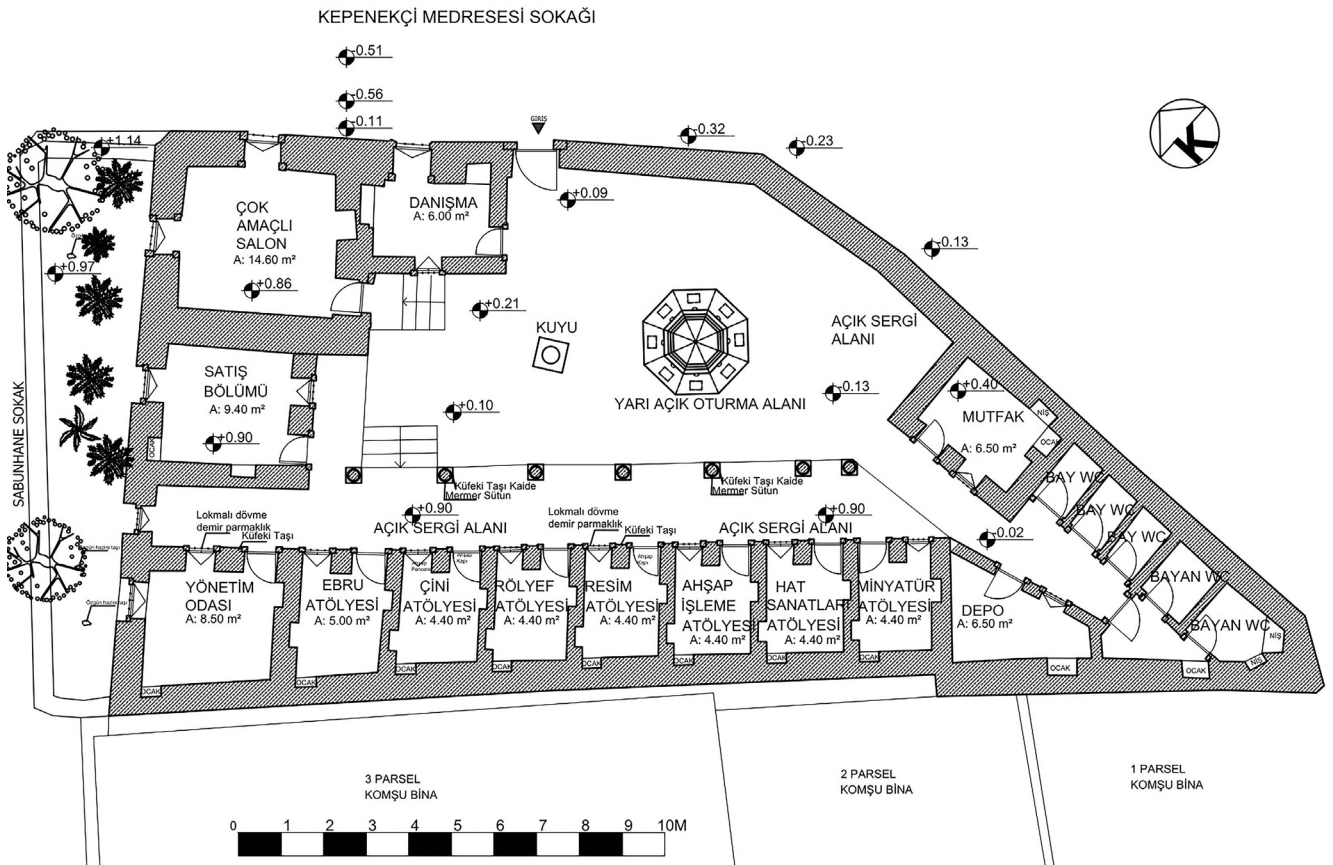 KEPENEKÇİ MEDRESESİ SOKAĞI
-0.51
-0.56
-0.11
GİRİŞ
-0.32
-0.23
+1.14
K
+0.09
DANIŞMA
A: 6.00 m²
ÇOK
AMAÇLI
SALON
A: 14.60 m²
-0.13
+0.97
+0.86
+0.21
KUYU
AÇIK SERGİ
ALANI
SATIŞ
BÖLÜMÜ
A: 9.40 m²
YARI AÇIK OTURMA ALANI
-0.13
+0.40
MUTFAK
A: 6.50 m²
NİŞ
OCAK
+0.10
+0.90
OCAK
SABUNHANE SOKAK
BAY WC
BAY WC
BAY WC
BAYAN WC
BAYAN WC
NİŞ
NİŞ
Küfeki Taşı Kaide
Mermer Sütun
Küfeki Taşı Kaide
Mermer Sütun
+0.90
+0.90
Lokmalı dövme
demir parmaklık
Küfeki Taşı
AÇIK SERGİ ALANI
Lokmalı dövme
demir parmaklık
Küfeki Taşı
AÇIK SERGİ ALANI
-0.02
Ahşap
Pencere
Ahşap
Kapı
Ahşap
Kapı
YÖNETİM
ODASI
A: 8.50 m²
EBRU
ATÖLYESİ
A: 5.00 m²
ÇİNİ
ATÖLYESİ
A: 4.40 m²
RÖLYEF
ATÖLYESİ
A: 4.40 m²
RESİM
ATÖLYESİ
A: 4.40 m²
AHŞAP
İŞLEME
ATÖLYESİ
A: 4.40 m²
HAT
SANATLARI
ATÖLYESİ
A: 4.40 m²
MİNYATÜR
ATÖLYESİ
A: 4.40 m²
DEPO
A: 6.50 m²
OCAK
OCAK
OCAK
OCAK
OCAK
OCAK
OCAK
OCAK
OCAK
OCAK
3 PARSEL
KOMŞU BİNA
2 PARSEL
KOMŞU BİNA
1 PARSEL
KOMŞU BİNA
0 1 2 3 4 5 6 7 8 9 10M